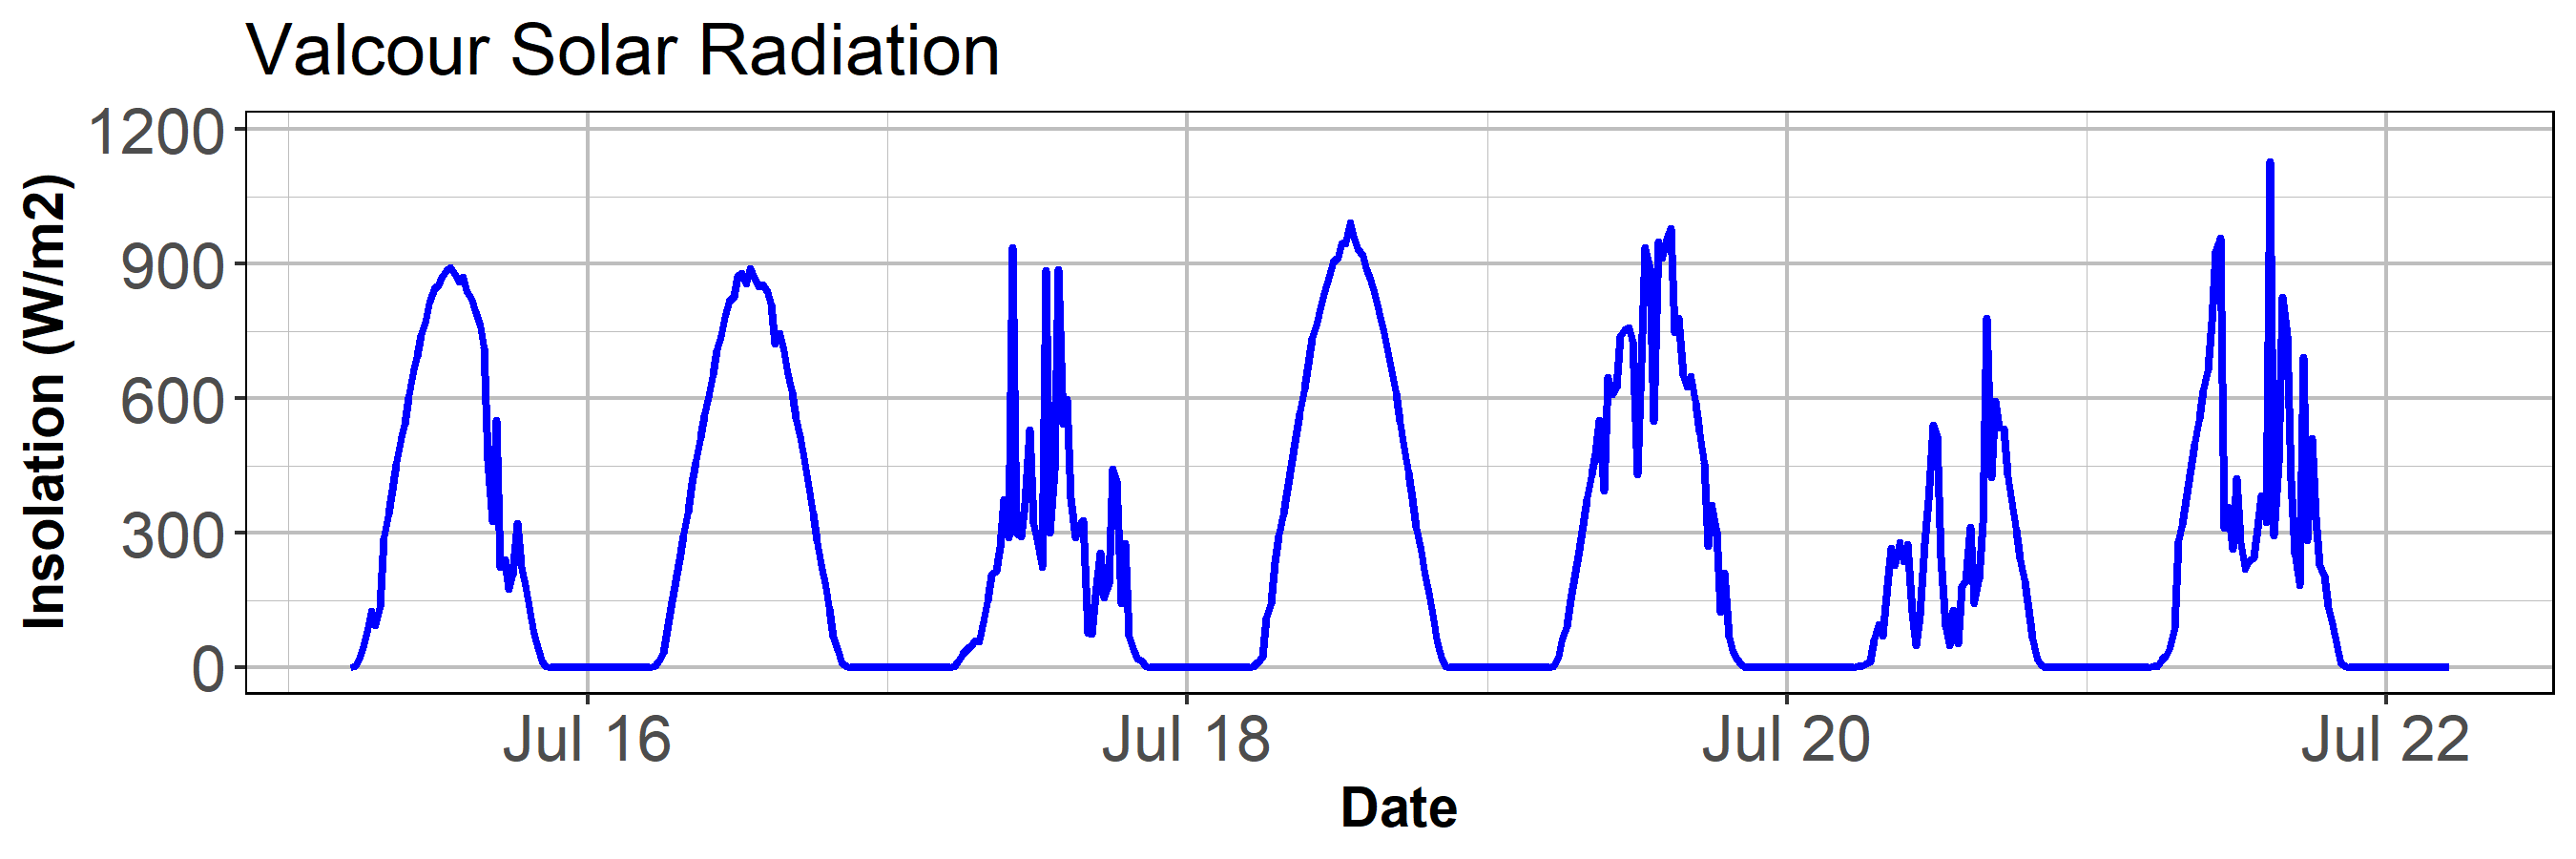 Valcour Solar Radiation
Insolation (W/m2)
1200
900
600
300
0
Jul 16
Jul 18
Jul 20
Jul 22
Date